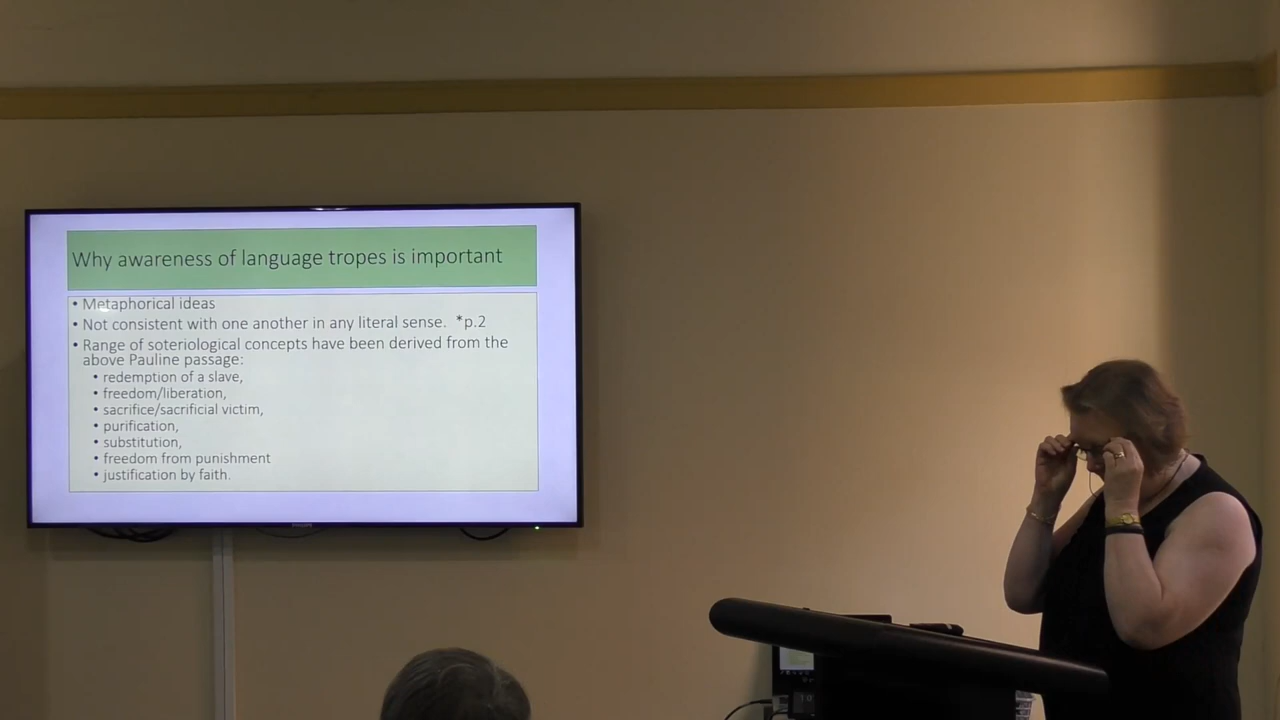 Why awareness of language tropes is important
• Metaphorical ideas
• Not consistent with one another in any literal sense. *p.2
• Range of soteriological concepts have been derived from the
above Pauline passage:
• redemption of a slave,
• freedom/liberation,
• sacrifice/sacrificial victim,
• purification,
• substitution,
• freedom from punishment
• justification by faith.
PHILIPS